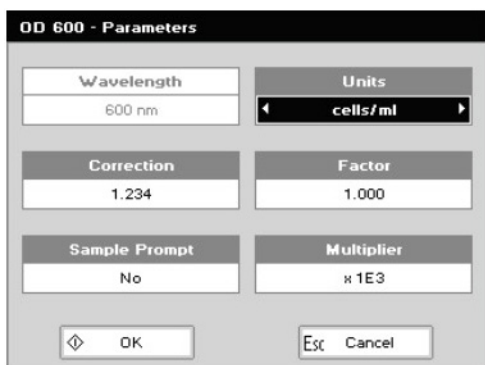 OD 600 - Parameters
Wavelength
600 nm
Units
cells/ml
Correction
1.234
Factor
1.000
Sample Prompt
No
Multiplier
x 1E3
OK
Esc Cancel